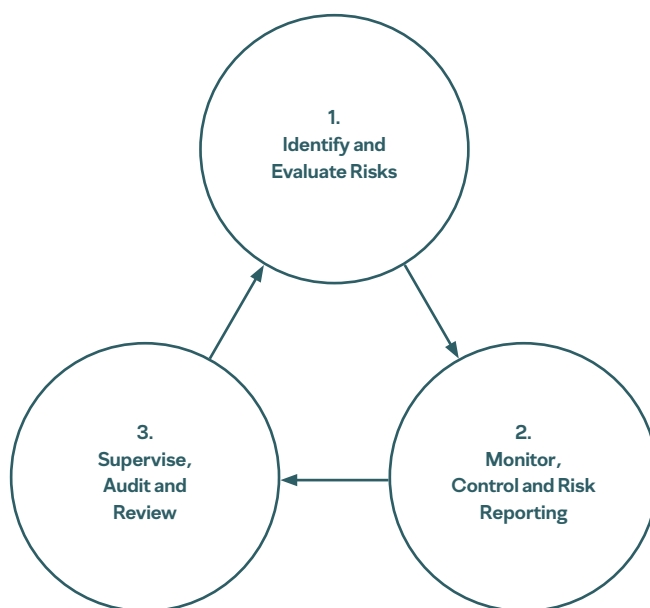 1.
Identify and
Evaluate Risks
2.
Monitor,
Control and Risk
Reporting
3.
Supervise,
Audit and
Review